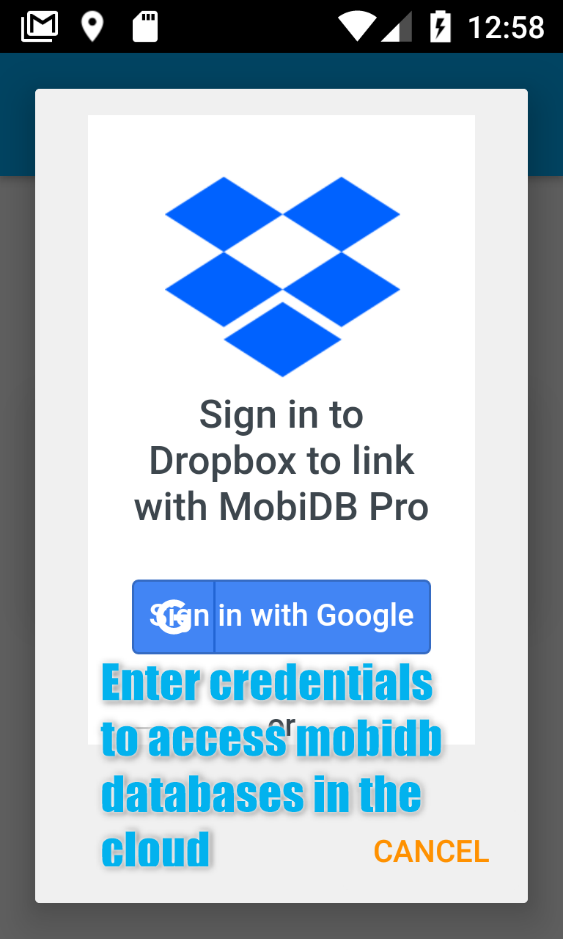 12:58
Sign in to
Dropbox to link
with MobiDB Pro
Sign in with Google
or
Enter credentials
to access mobidb
databases in the
cloud
CANCEL